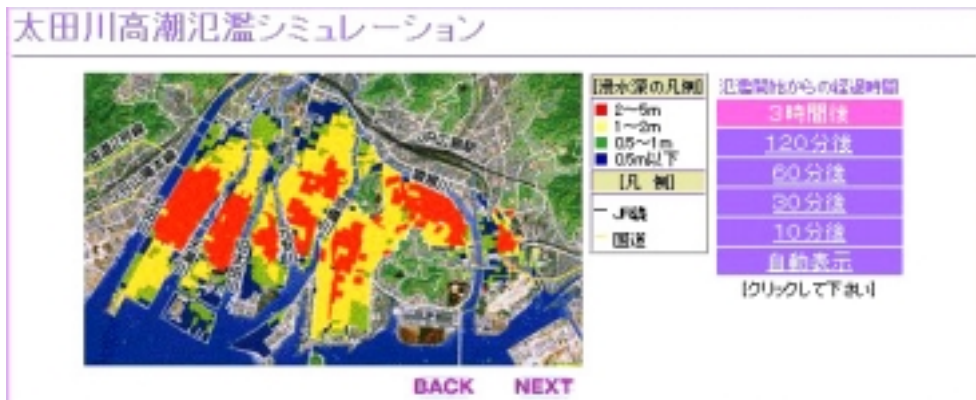 太田川高潮氾濫シミュレーション
[浸水深の凡例]
2～5m
1～2m
0.5～1m
0.5m以下
[凡 例]
JR線
国道
氾濫開始からの経過時間
3時間後
120分後
60分後
30分後
10分後
自動表示
[クリックして下さい]
BACK NEXT